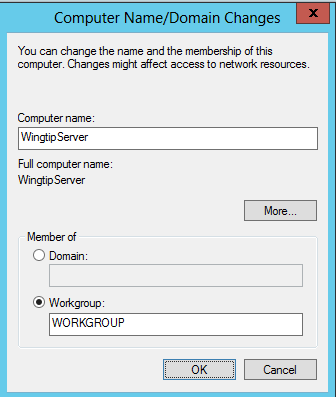 Computer Name/Domain Changes
x
You can change the name and the membership of this
computer. Changes might affect access to network resources.
Computer name:
WingtipServer
Full computer name:
WingtipServer
More...
Member of
Domain:
Workgroup:
WORKGROUP
OK
Cancel